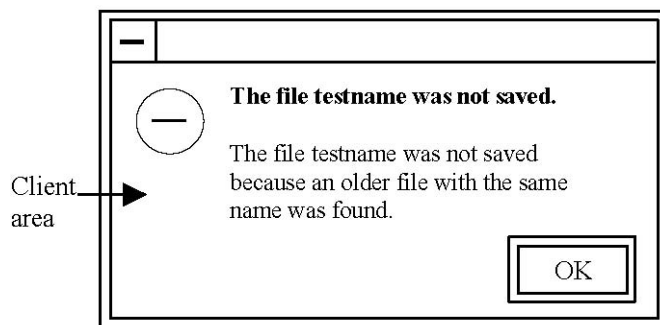 The file testname was not saved.
The file testname was not saved
because an older file with the same
name was found.
Client
area
OK